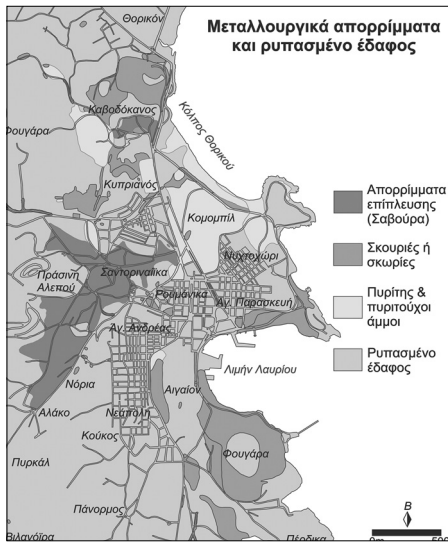 Μεταλλουργικά απορρίμματα
και ρυπασμένο έδαφος
Θορικόν
Καβοδόκανος
Φουγάρα
Κόλπος Θορικού
Κυπριανός
Κομομπίλ
Νυχτοχώρι
Πράσινη
Αλεπού
Σαντοριναίικα
Ρουμάνικα
Αγ. Παρασκευή
Αγ. Ανδρέας
Λιμήν Λαυρίου
Νόρια
Αιγαίον
Αλάκο
Νεάπολη
Κούκος
Φουγάρα
Πυρκάλ
Πάνορμος
Πέρδικα
Απορρίμματα
επίπλευσης
(Σαβούρα)
Σκουριές ή
σκωρίες
Πυρίτης &
πυριτούχοι
άμμοι
Ρυπασμένο
έδαφος
Β